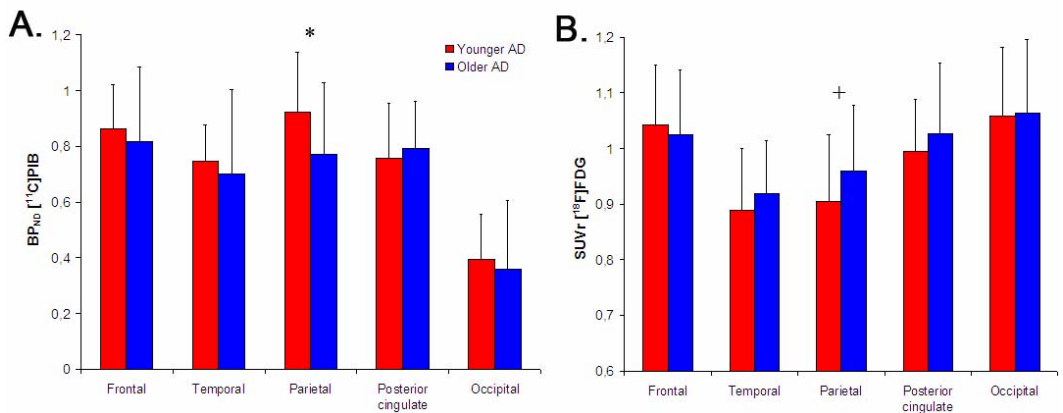 A.
*
1,2
1
0,8
0,6
0,4
0,2
0
BP_ND [¹¹C]PIB
Younger AD
Older AD
Frontal
Temporal
Parietal
Posterior
cingulate
Occipital
B.
+
1,2
1,1
1
0,9
0,8
0,7
0,6
SUVr [¹⁸F]FDG
Frontal
Temporal
Parietal
Posterior
cingulate
Occipital